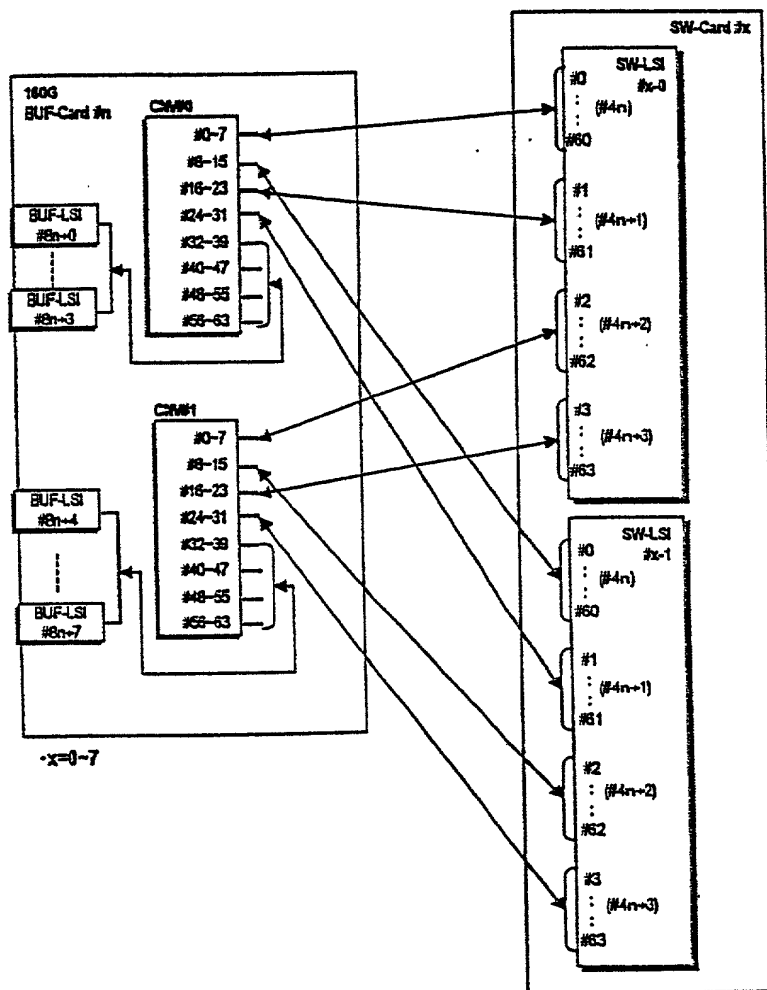 SW-Card #x
160G
BUF-Card #n
CXM#0
#0~7
#8~15
#16~23
#24~31
#32~39
#40~47
#48~55
#56~63
BUF-LSI
#8n+0
BUF-LSI
#8n+3
CXM#1
#0~7
#8~15
#16~23
#24~31
#32~39
#40~47
#48~55
#56~63
BUF-LSI
#8n+4
BUF-LSI
#8n+7
・x=0~7
SW-LSI
#x-0
#0
(#4n)
#60
#1
(#4n+1)
#61
#2
(#4n+2)
#62
#3
(#4n+3)
#63
SW-LSI
#x-1
#0
(#4n)
#60
#1
(#4n+1)
#61
#2
(#4n+2)
#62
#3
(#4n+3)
#63